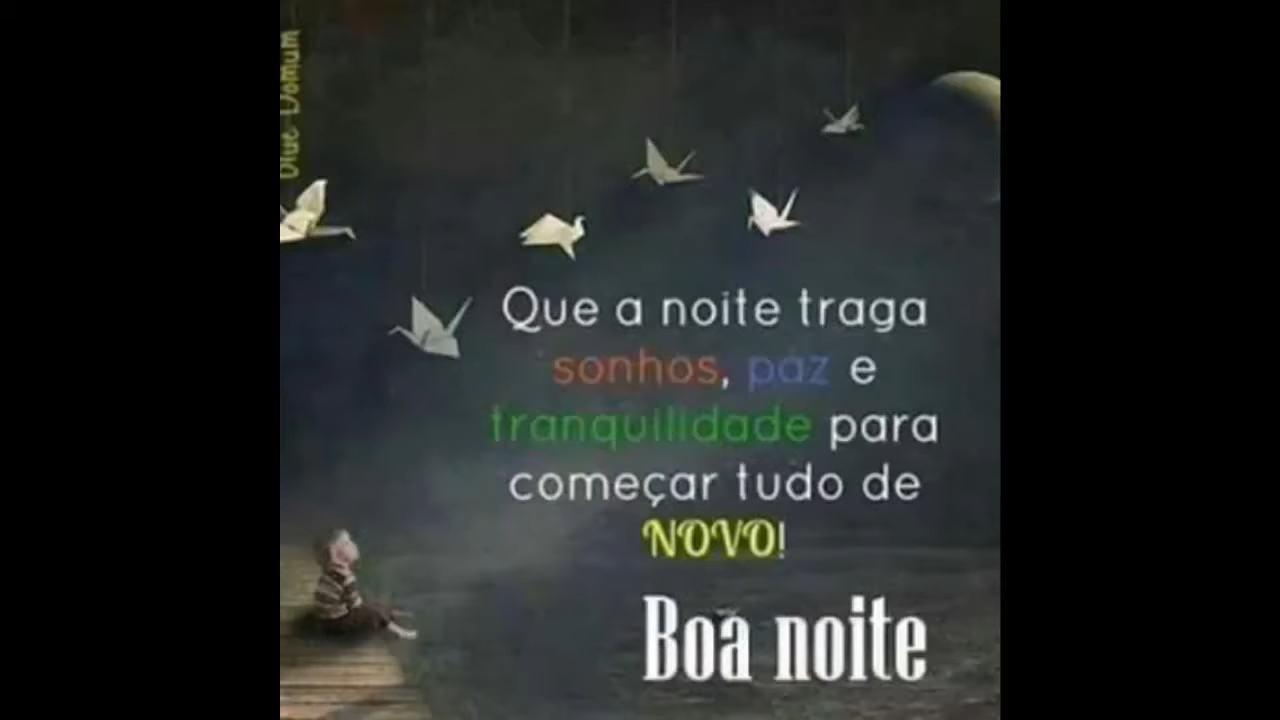 Que a noite traga
sonhos, paz e
tranquilidade para
começar tudo de
NOVO!
Boa noite